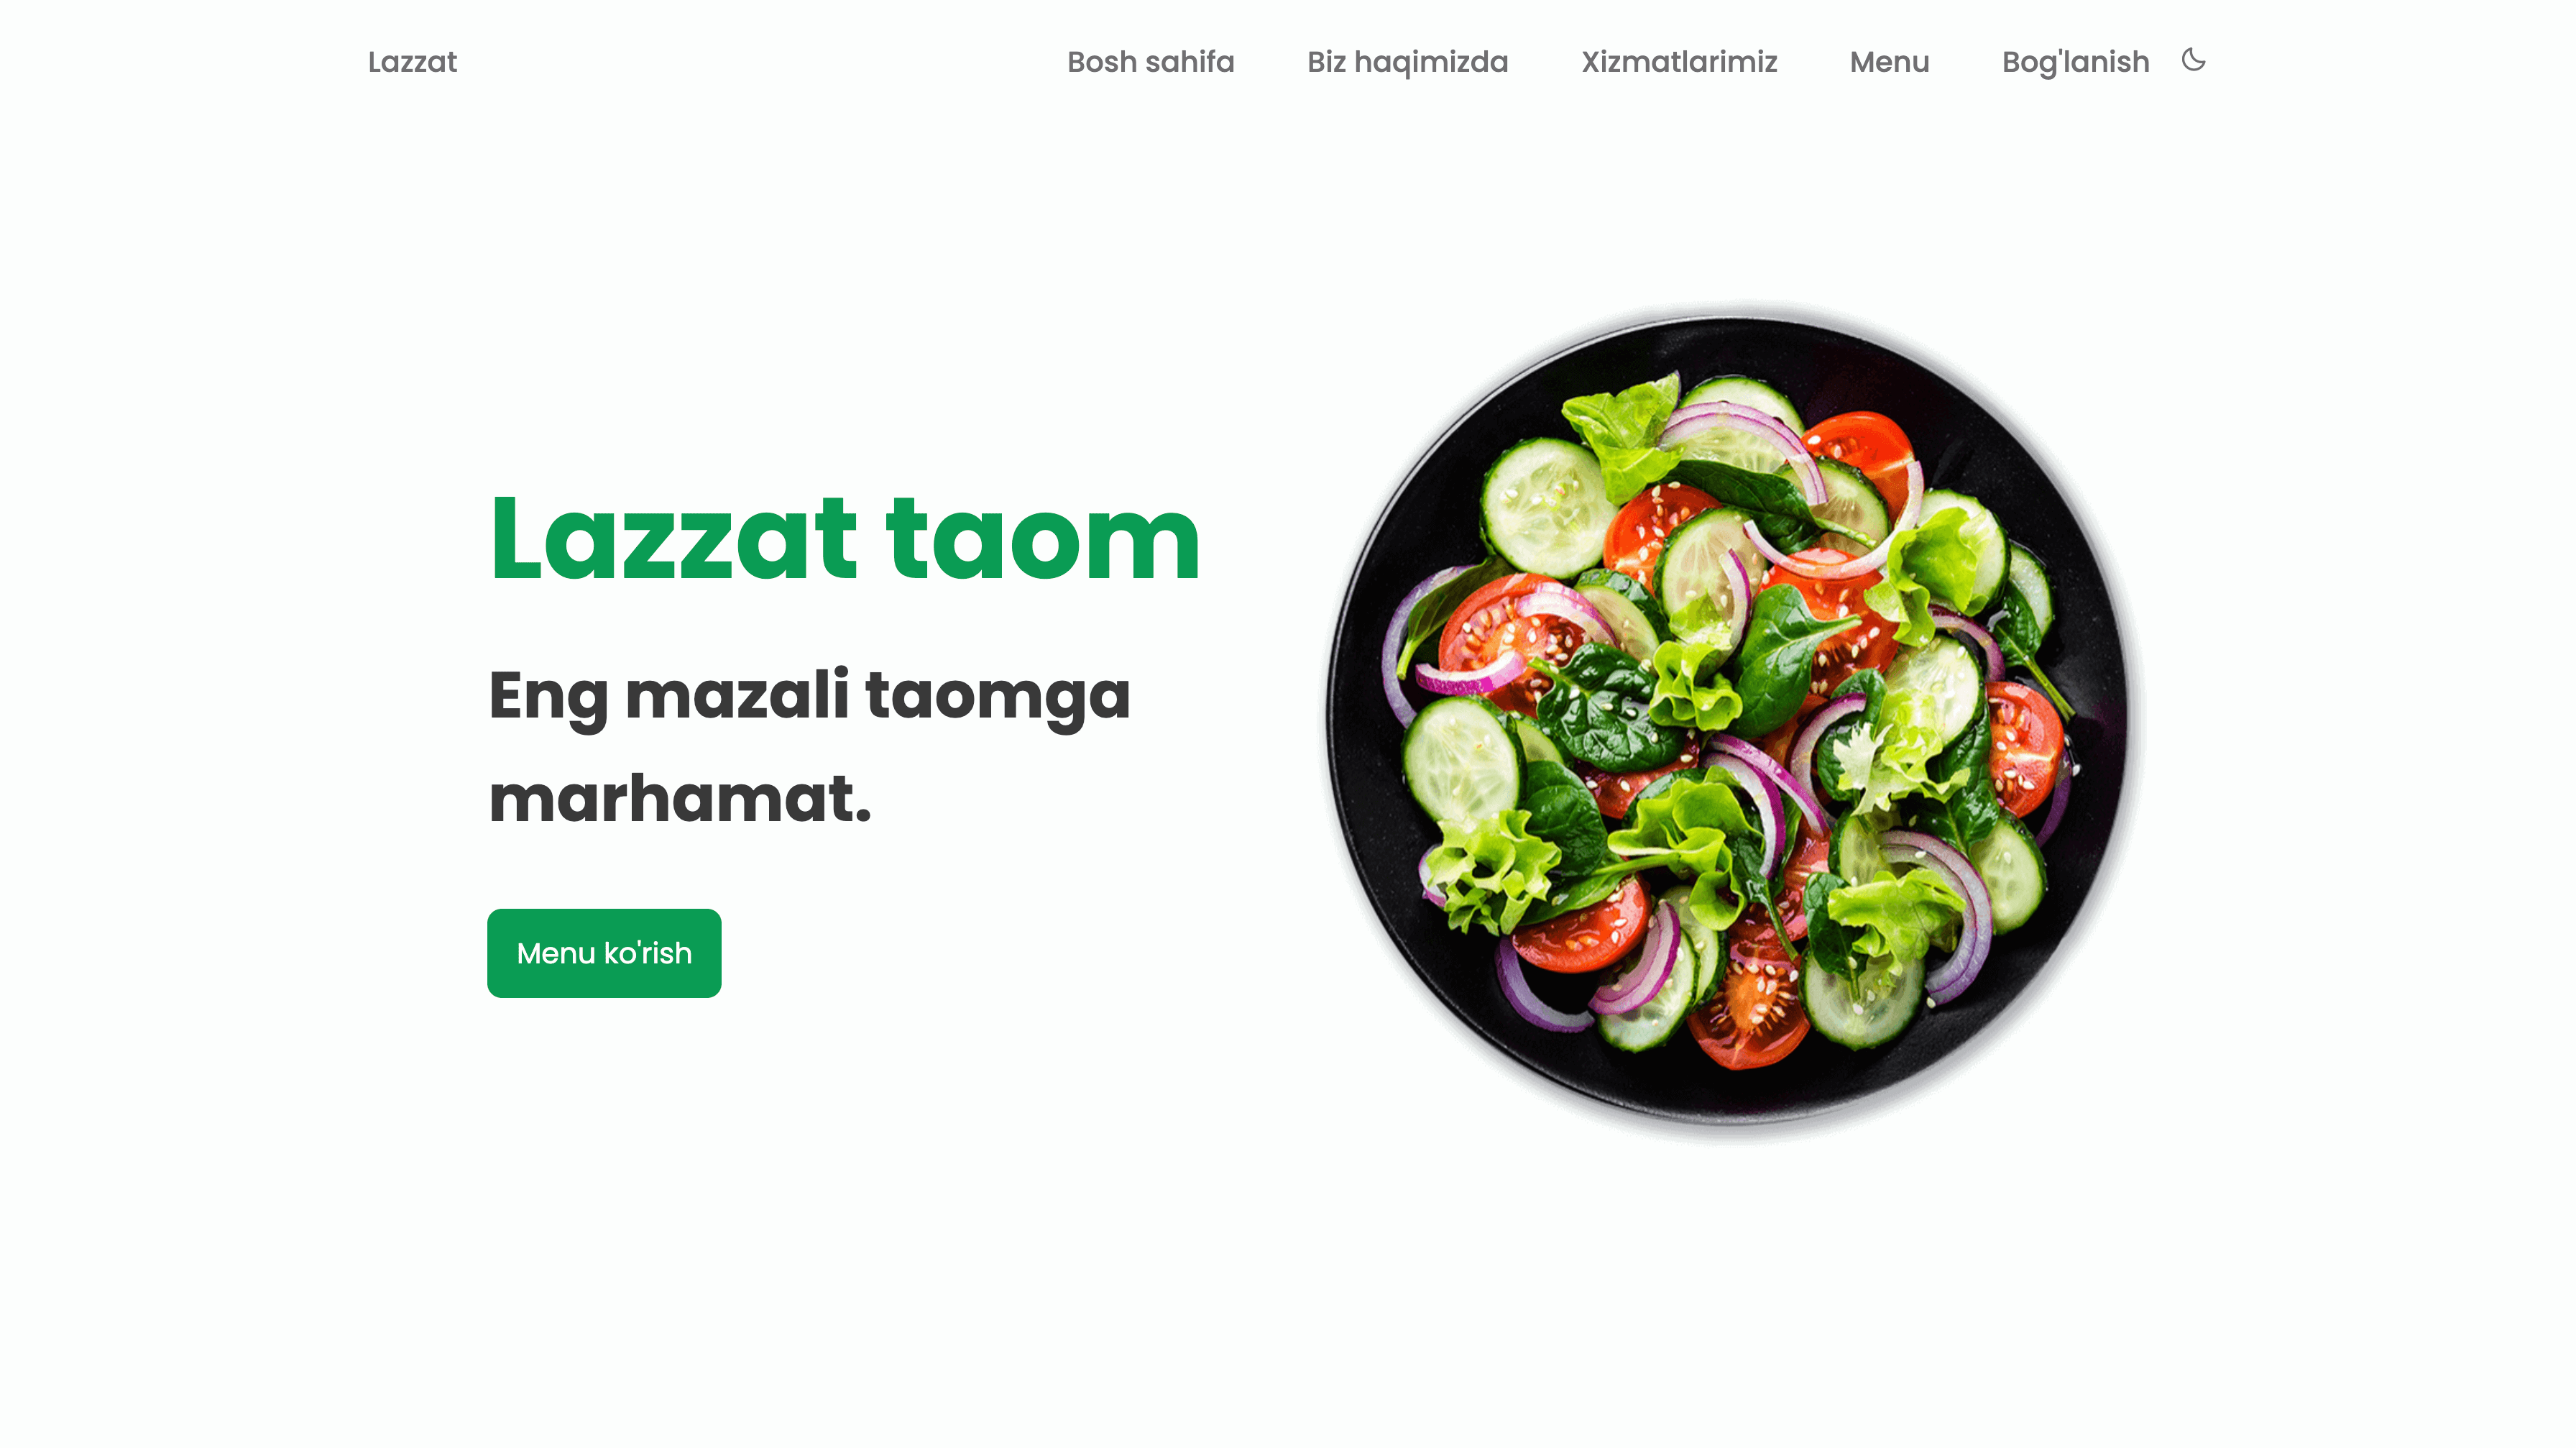 Lazzat
Bosh sahifa
Biz haqimizda
Xizmatlarimiz
Menu
Bog'lanish
Lazzat taom
Eng mazali taomga
marhamat.
Menu ko'rish